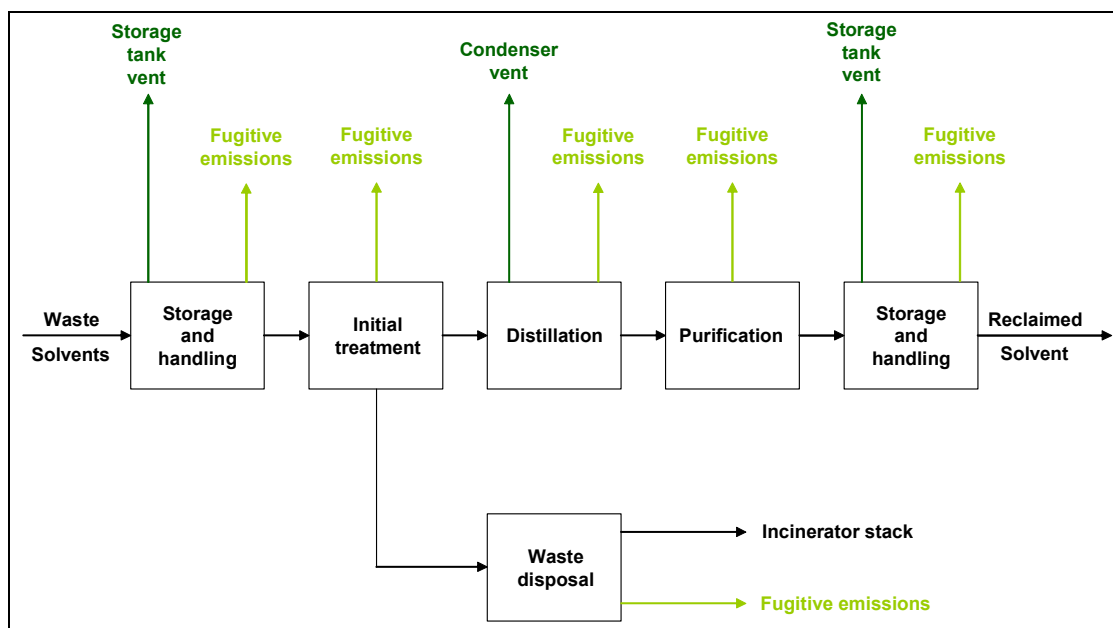 Storage
tank
vent
Condenser
vent
Storage
tank
vent
Fugitive
emissions
Fugitive
emissions
Fugitive
emissions
Fugitive
emissions
Fugitive
emissions
Waste
Solvents
Storage
and
handling
Initial
treatment
Distillation
Purification
Storage
and
handling
Reclaimed
Solvent
Waste
disposal
Incinerator stack
Fugitive emissions